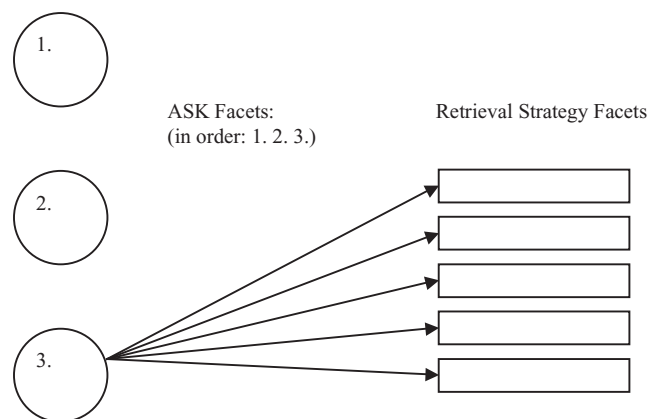 1.
ASK Facets:
(in order: 1. 2. 3.)
Retrieval Strategy Facets
2.
3.